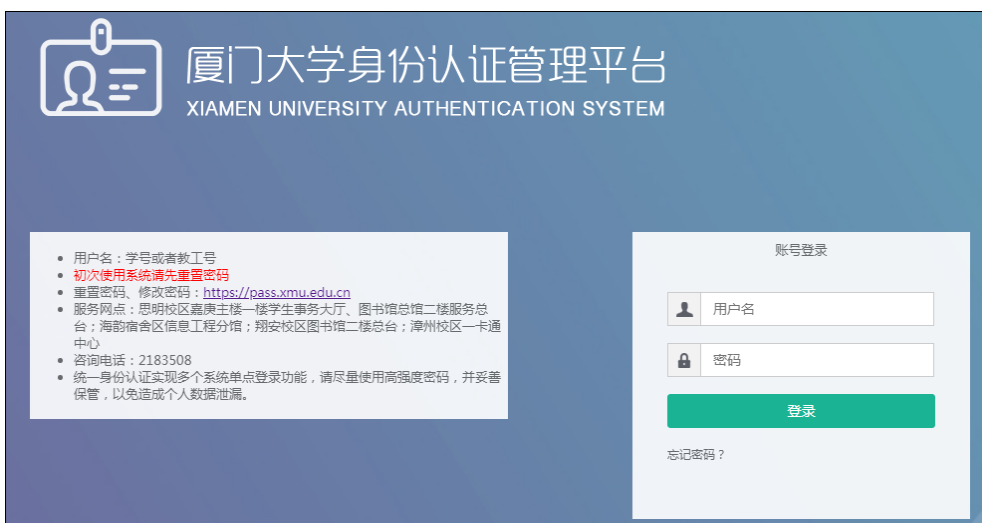 厦门大学身份认证管理平台
XIAMEN UNIVERSITY AUTHENTICATION SYSTEM
用户名：学号或者教工号
初次使用系统请先重置密码
重置密码、修改密码：https://pass.xmu.edu.cn
服务网点：思明校区嘉庚主楼一楼学生事务大厅、图书馆总馆二楼服务总
台；海韵宿舍区信息工程分馆；翔安校区图书馆二楼总台；漳州校区一卡通
中心
咨询电话：2183508
统一身份认证实现多个系统单点登录功能，请尽量使用高强度密码，并妥善
保管，以免造成个人数据泄漏。
账号登录
用户名
密码
登录
忘记密码？